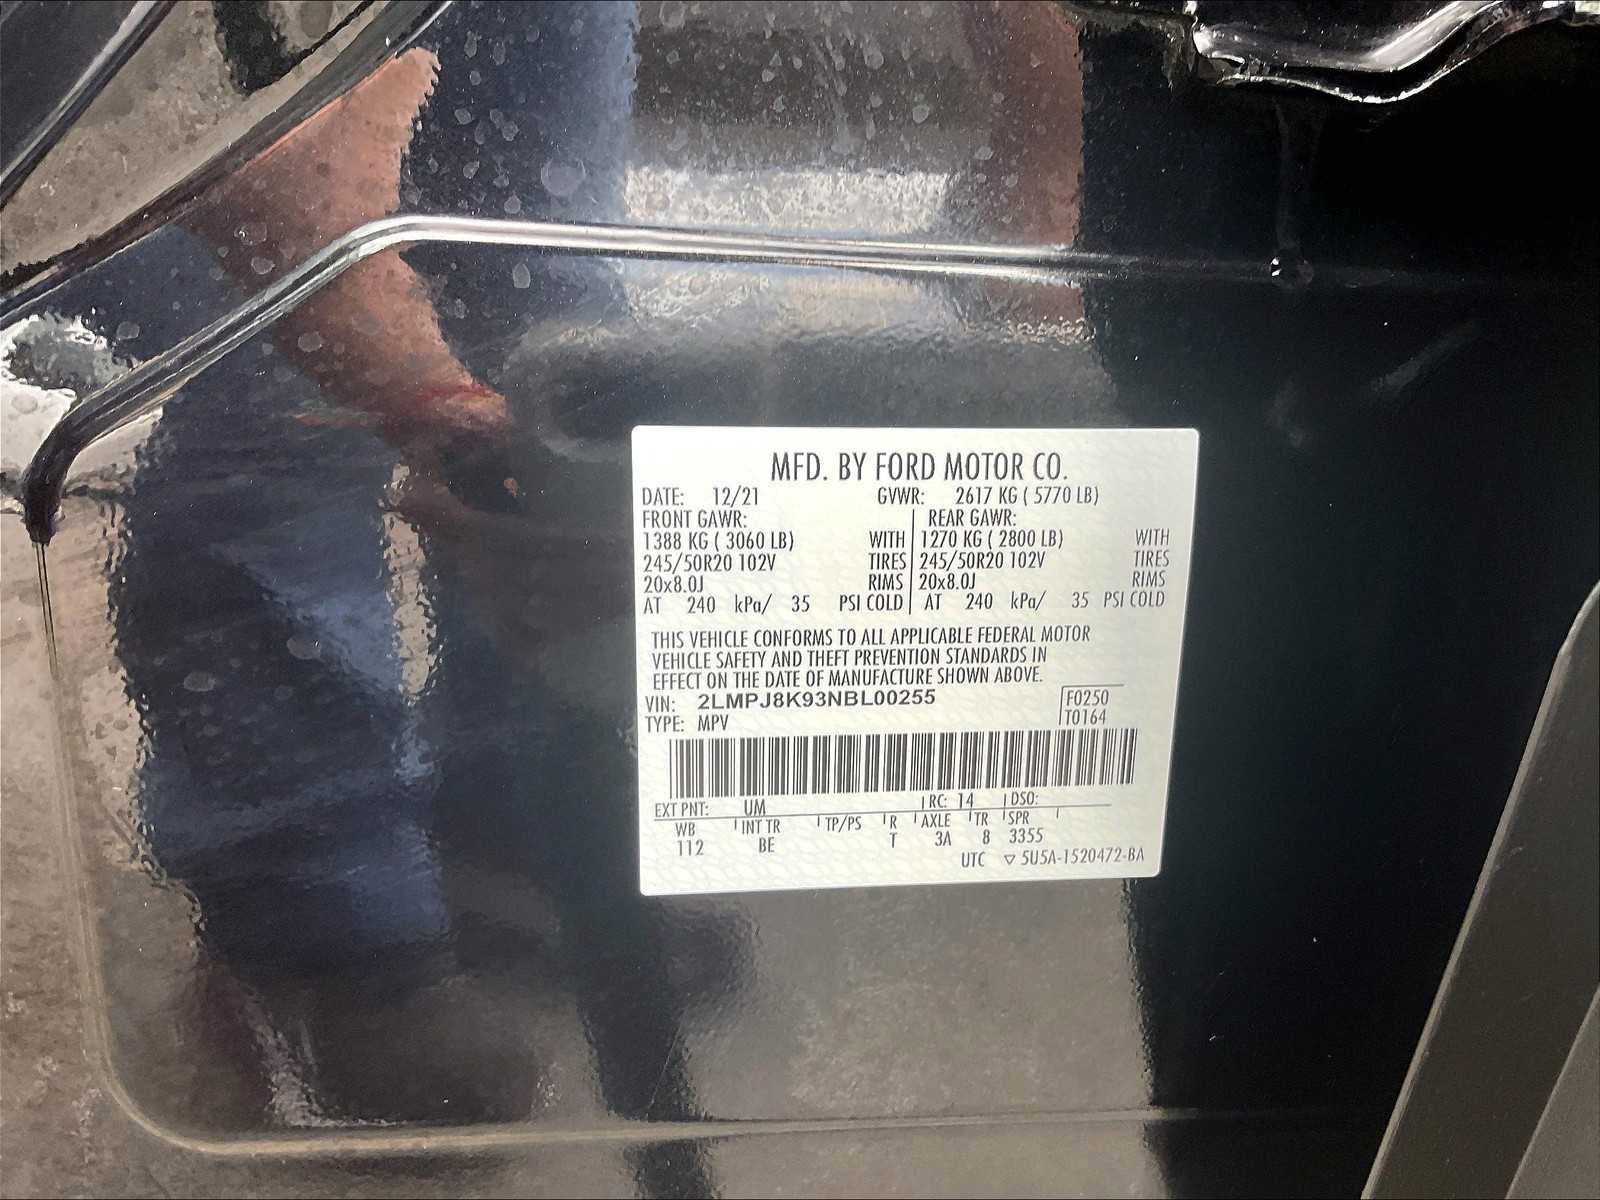 MFD. BY FORD MOTOR CO.
DATE: 12/21 GVWR: 2617 KG ( 5770 LB)
FRONT GAWR: REAR GAWR:
1388 KG ( 3060 LB) WITH 1270 KG ( 2800 LB) WITH
245/50R20 102V TIRES 245/50R20 102V TIRES
20x8.0J RIMS 20x8.0J RIMS
AT 240 kPa/ 35 PSI COLD AT 240 kPa/ 35 PSI COLD
THIS VEHICLE CONFORMS TO ALL APPLICABLE FEDERAL MOTOR
VEHICLE SAFETY AND THEFT PREVENTION STANDARDS IN
EFFECT ON THE DATE OF MANUFACTURE SHOWN ABOVE.
VIN: 2LMPJ8K93NBL00255 F0250
TYPE: MPV T0164
EXT PNT: UM RC: 14 DSO:
WB INT TR TP/PS R AXLE TR SPR
112 BE T 3A 8 3355
UTC ▽ 5U5A-1520472-BA